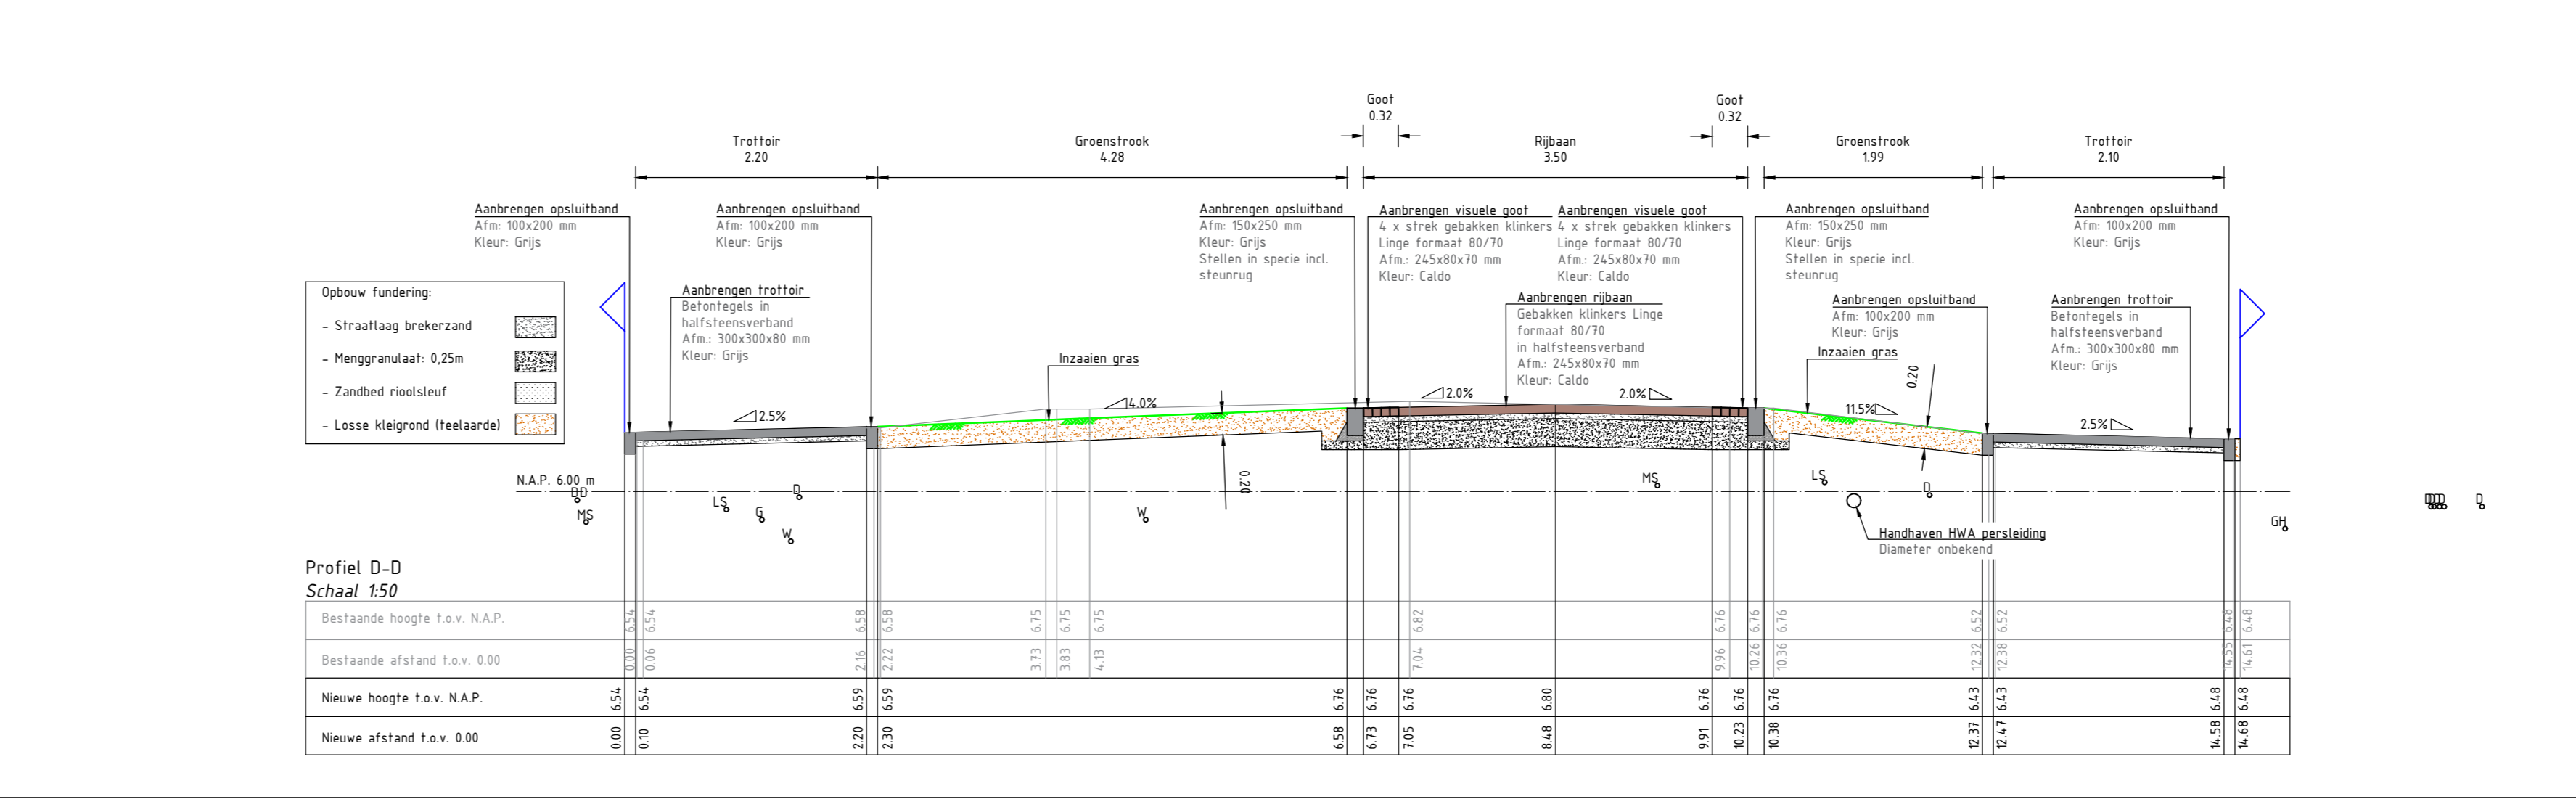 Goot
0.32
Goot
0.32
Trottoir
2.20
Groenstrook
4.28
Rijbaan
3.50
Groenstrook
1.99
Trottoir
2.10
Aanbrengen opsluitband
Afm: 100x200 mm
Kleur: Grijs
Aanbrengen opsluitband
Afm: 100x200 mm
Kleur: Grijs
Aanbrengen opsluitband
Afm: 150x250 mm
Kleur: Grijs
Stellen in specie incl.
steunrug
Aanbrengen visuele goot
4 x strek gebakken klinkers
Linge formaat 80/70
Afm.: 245x80x70 mm
Kleur: Caldo
Aanbrengen visuele goot
4 x strek gebakken klinkers
Linge formaat 80/70
Afm.: 245x80x70 mm
Kleur: Caldo
Aanbrengen opsluitband
Afm: 150x250 mm
Kleur: Grijs
Stellen in specie incl.
steunrug
Aanbrengen opsluitband
Afm: 100x200 mm
Kleur: Grijs
Opbouw fundering:
- Straatlaag brekerzand
- Menggranulaat: 0,25m
- Zandbed rioolsleuf
- Losse kleigrond (teelaarde)
Aanbrengen trottoir
Betontegels in
halfsteensverband
Afm.: 300x300x80 mm
Kleur: Grijs
Inzaaien gras
Aanbrengen rijbaan
Gebakken klinkers Linge
formaat 80/70
in halfsteensverband
Afm.: 245x80x70 mm
Kleur: Caldo
Aanbrengen opsluitband
Afm: 100x200 mm
Kleur: Grijs
Inzaaien gras
Aanbrengen trottoir
Betontegels in
halfsteensverband
Afm.: 300x300x80 mm
Kleur: Grijs
2.5%
4.0%
2.0%
2.0%
11.5%
0.20
2.5%
0.20
N.A.P. 6.00 m
DD
MS
LS
G
D
W
W
MS
LS
D
GH
D
Handhaven HWA persleiding
Diameter onbekend
Profiel D-D
Schaal 1:50
Bestaande hoogte t.o.v. N.A.P. 6.54 6.54 6.58 6.58 6.75 6.75 6.75 6.82 6.76 6.76 6.76 6.52 6.52 6.48 6.48
Bestaande afstand t.o.v. 0.00 0.00 0.06 2.16 2.22 3.73 3.83 4.13 7.04 9.96 10.26 10.36 12.32 12.38 14.55 14.61
Nieuwe hoogte t.o.v. N.A.P. 6.54 6.54 6.59 6.59 6.76 6.76 6.76 6.80 6.76 6.76 6.76 6.43 6.43 6.48 6.48
Nieuwe afstand t.o.v. 0.00 0.00 0.10 2.20 2.30 6.58 6.73 7.05 8.48 9.91 10.23 10.38 12.37 12.47 14.58 14.68